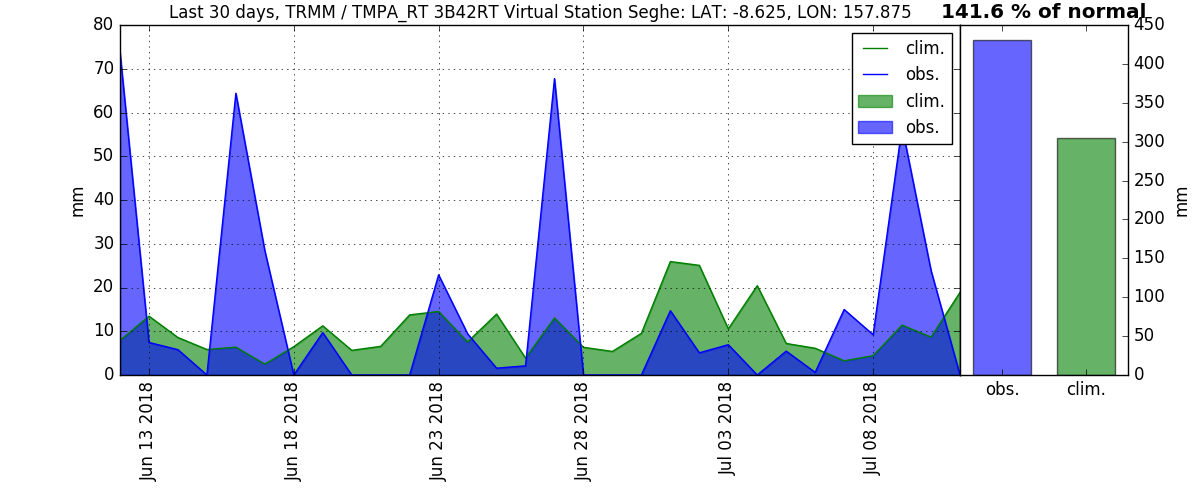 Last 30 days, TRMM / TMPA_RT 3B42RT Virtual Station Seghe: LAT: -8.625, LON: 157.875
141.6 % of normal
80
70
60
50
40
30
20
10
0
mm
clim.
obs.
clim.
obs.
Jun 13 2018
Jun 18 2018
Jun 23 2018
Jun 28 2018
Jul 03 2018
Jul 08 2018
450
400
350
300
250
200
150
100
50
0
mm
obs.
clim.